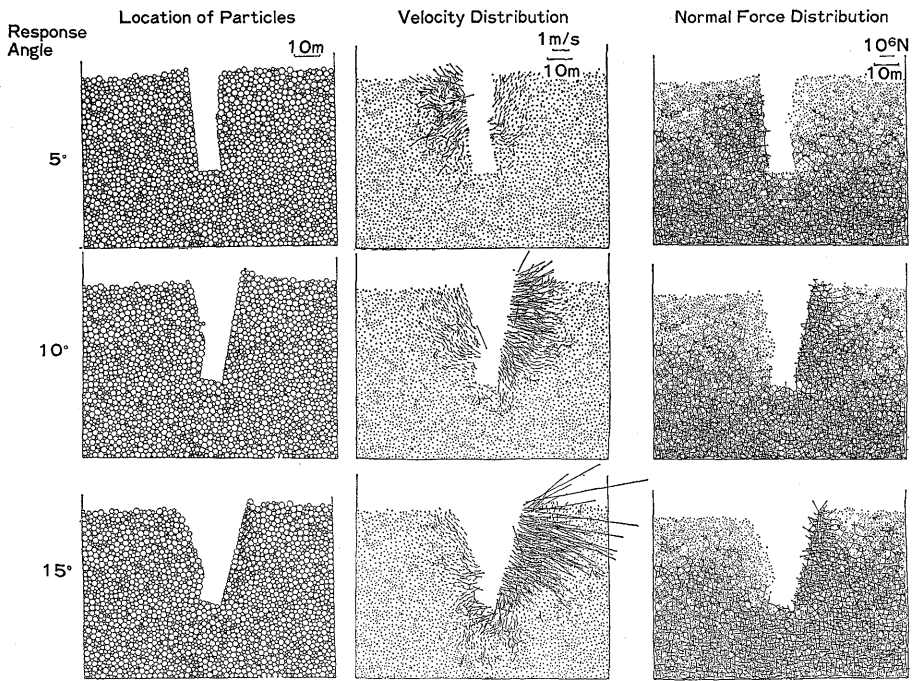 Location of Particles
Velocity Distribution
Normal Force Distribution
Response
Angle
10m
1m/s
10m
10⁶N
10m
5°
10°
15°